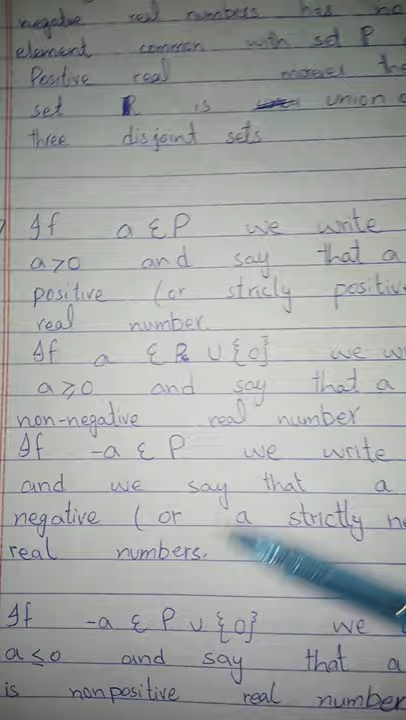 negative real numbers has no
element common with set P
Positive real the
set R is union
three disjoint sets
If a ε P we write
a>0 and say that a
positive (or stricly positive
real number.
If a ε P ∪ {0} we
a≥0 and say that a
non-negative real number
If -a ε P we write
and we say that a
negative ( or a strictly
real numbers.
If -a ε P ∪ {0} we
a≤0 and say that a
is nonpositive real number